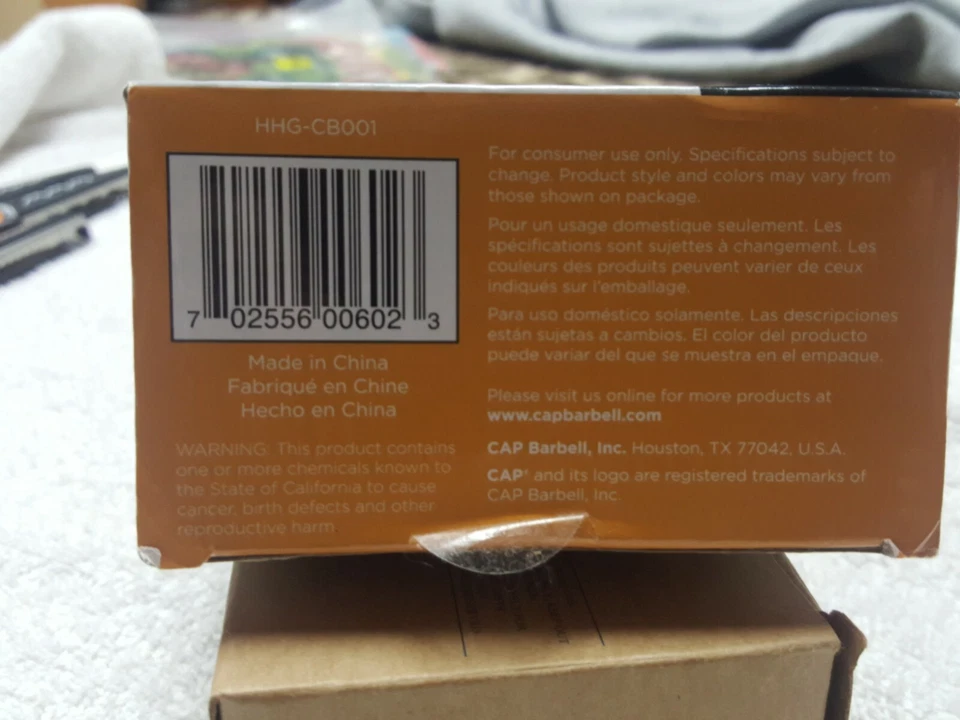 HHG-CB001
7 02556 00602 3
Made in China
Fabriqué en Chine
Hecho en China
WARNING: This product contains
one or more chemicals known to
the State of California to cause
cancer, birth defects and other
reproductive harm.
For consumer use only. Specifications subject to
change. Product style and colors may vary from
those shown on package.
Pour un usage domestique seulement. Les
spécifications sont sujettes à changement. Les
couleurs des produits peuvent varier de ceux
indiqués sur l'emballage.
Para uso doméstico solamente. Las descripciones
están sujetas a cambios. El color del producto
puede variar del que se muestra en el empaque.
Please visit us online for more products at
www.capbarbell.com
CAP Barbell, Inc. Houston, TX 77042, U.S.A.
CAP® and its logo are registered trademarks of
CAP Barbell, Inc.